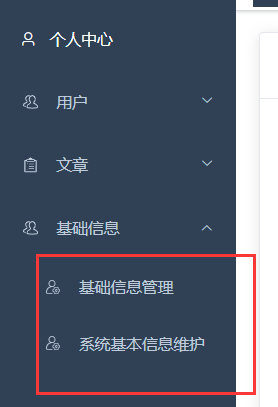 个人中心
用户
文章
基础信息
基础信息管理
系统基本信息维护